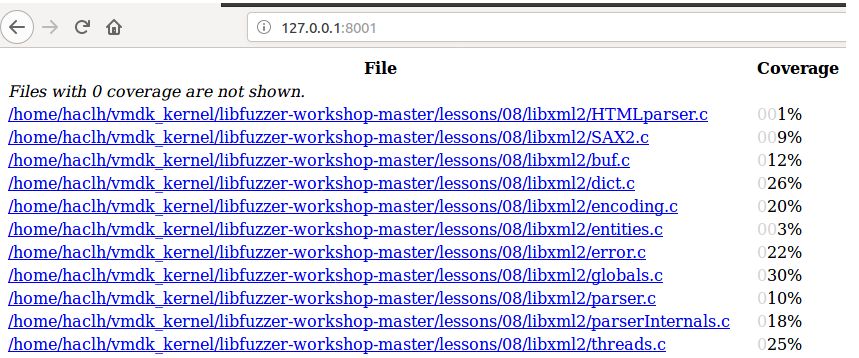 127.0.0.1:8001
File Coverage
Files with 0 coverage are not shown.
/home/haclh/vmdk_kernel/libfuzzer-workshop-master/lessons/08/libxml2/HTMLparser.c 001%
/home/haclh/vmdk_kernel/libfuzzer-workshop-master/lessons/08/libxml2/SAX2.c 009%
/home/haclh/vmdk_kernel/libfuzzer-workshop-master/lessons/08/libxml2/buf.c 012%
/home/haclh/vmdk_kernel/libfuzzer-workshop-master/lessons/08/libxml2/dict.c 026%
/home/haclh/vmdk_kernel/libfuzzer-workshop-master/lessons/08/libxml2/encoding.c 020%
/home/haclh/vmdk_kernel/libfuzzer-workshop-master/lessons/08/libxml2/entities.c 003%
/home/haclh/vmdk_kernel/libfuzzer-workshop-master/lessons/08/libxml2/error.c 022%
/home/haclh/vmdk_kernel/libfuzzer-workshop-master/lessons/08/libxml2/globals.c 030%
/home/haclh/vmdk_kernel/libfuzzer-workshop-master/lessons/08/libxml2/parser.c 010%
/home/haclh/vmdk_kernel/libfuzzer-workshop-master/lessons/08/libxml2/parserInternals.c 018%
/home/haclh/vmdk_kernel/libfuzzer-workshop-master/lessons/08/libxml2/threads.c 025%